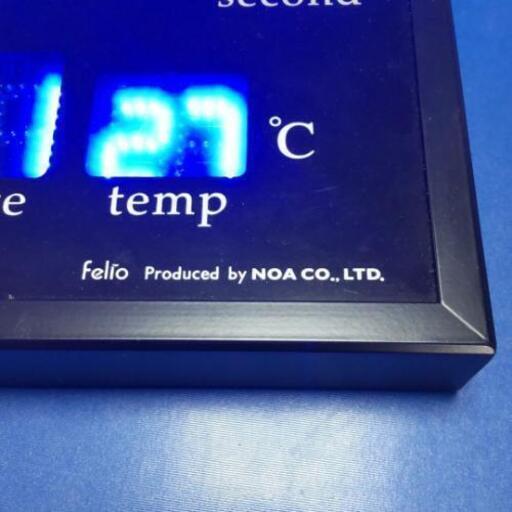 second
27 °C
temp
felio Produced by NOA CO., LTD.